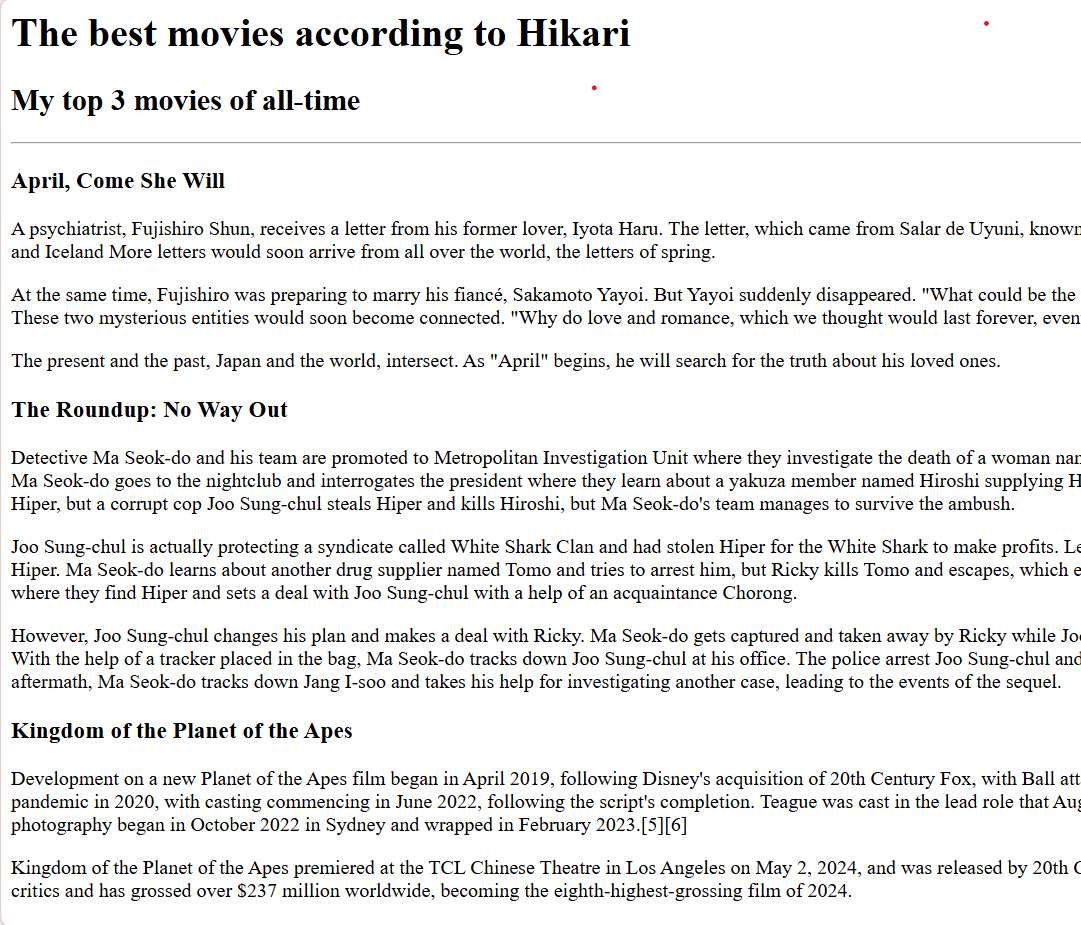 The best movies according to Hikari
My top 3 movies of all-time
April, Come She Will
A psychiatrist, Fujishiro Shun, receives a letter from his former lover, Iyota Haru. The letter, which came from Salar de Uyuni, known
and Iceland More letters would soon arrive from all over the world, the letters of spring.
At the same time, Fujishiro was preparing to marry his fiancé, Sakamoto Yayoi. But Yayoi suddenly disappeared. "What could be the
These two mysterious entities would soon become connected. "Why do love and romance, which we thought would last forever, even
The present and the past, Japan and the world, intersect. As "April" begins, he will search for the truth about his loved ones.
The Roundup: No Way Out
Detective Ma Seok-do and his team are promoted to Metropolitan Investigation Unit where they investigate the death of a woman
Ma Seok-do goes to the nightclub and interrogates the president where they learn about a yakuza member named Hiroshi supplying
Hiper, but a corrupt cop Joo Sung-chul steals Hiper and kills Hiroshi, but Ma Seok-do's team manages to survive the ambush.
Joo Sung-chul is actually protecting a syndicate called White Shark Clan and had stolen Hiper for the White Shark to make profits.
Hiper. Ma Seok-do learns about another drug supplier named Tomo and tries to arrest him, but Ricky kills Tomo and escapes, which
where they find Hiper and sets a deal with Joo Sung-chul with a help of an acquaintance Chorong.
However, Joo Sung-chul changes his plan and makes a deal with Ricky. Ma Seok-do gets captured and taken away by Ricky while
With the help of a tracker placed in the bag, Ma Seok-do tracks down Joo Sung-chul at his office. The police arrest Joo Sung-chul and
aftermath, Ma Seok-do tracks down Jang I-soo and takes his help for investigating another case, leading to the events of the sequel.
Kingdom of the Planet of the Apes
Development on a new Planet of the Apes film began in April 2019, following Disney's acquisition of 20th Century Fox, with Ball
pandemic in 2020, with casting commencing in June 2022, following the script's completion. Teague was cast in the lead role that
photography began in October 2022 in Sydney and wrapped in February 2023.[5][6]
Kingdom of the Planet of the Apes premiered at the TCL Chinese Theatre in Los Angeles on May 2, 2024, and was released by 20th
critics and has grossed over $237 million worldwide, becoming the eighth-highest-grossing film of 2024.